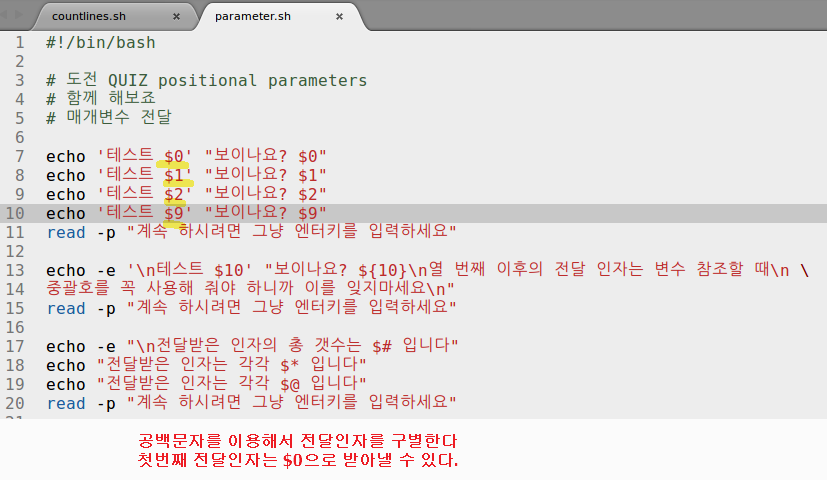 countlines.sh × parameter.sh ×
1 #!/bin/bash
2
3 # 도전 QUIZ positional parameters
4 # 함께 해보죠
5 # 매개변수 전달
6
7 echo '테스트 $0' "보이나요? $0"
8 echo '테스트 $1' "보이나요? $1"
9 echo '테스트 $2' "보이나요? $2"
10 echo '테스트 $9' "보이나요? $9"
11 read -p "계속 하시려면 그냥 엔터키를 입력하세요"
12
13 echo -e '\n테스트 $10' "보이나요? ${10}\n열 번째 이후의 전달 인자는 변수 참조할 때\n \
14 중괄호를 꼭 사용해 줘야 하니까 이를 잊지마세요\n"
15 read -p "계속 하시려면 그냥 엔터키를 입력하세요"
16
17 echo -e "\n전달받은 인자의 총 갯수는 $# 입니다"
18 echo "전달받은 인자는 각각 $* 입니다"
19 echo "전달받은 인자는 각각 $@ 입니다"
20 read -p "계속 하시려면 그냥 엔터키를 입력하세요"
공백문자를 이용해서 전달인자를 구별한다
첫번째 전달인자는 $0으로 받아낼 수 있다.